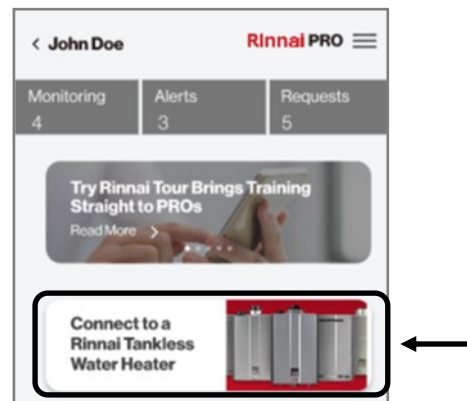 < John Doe
Rinnai PRO
Monitoring Alerts Requests
4 3 5
Try Rinnai Tour Brings Training
Straight to PROs
Read More >
Connect to a
Rinnai Tankless
Water Heater